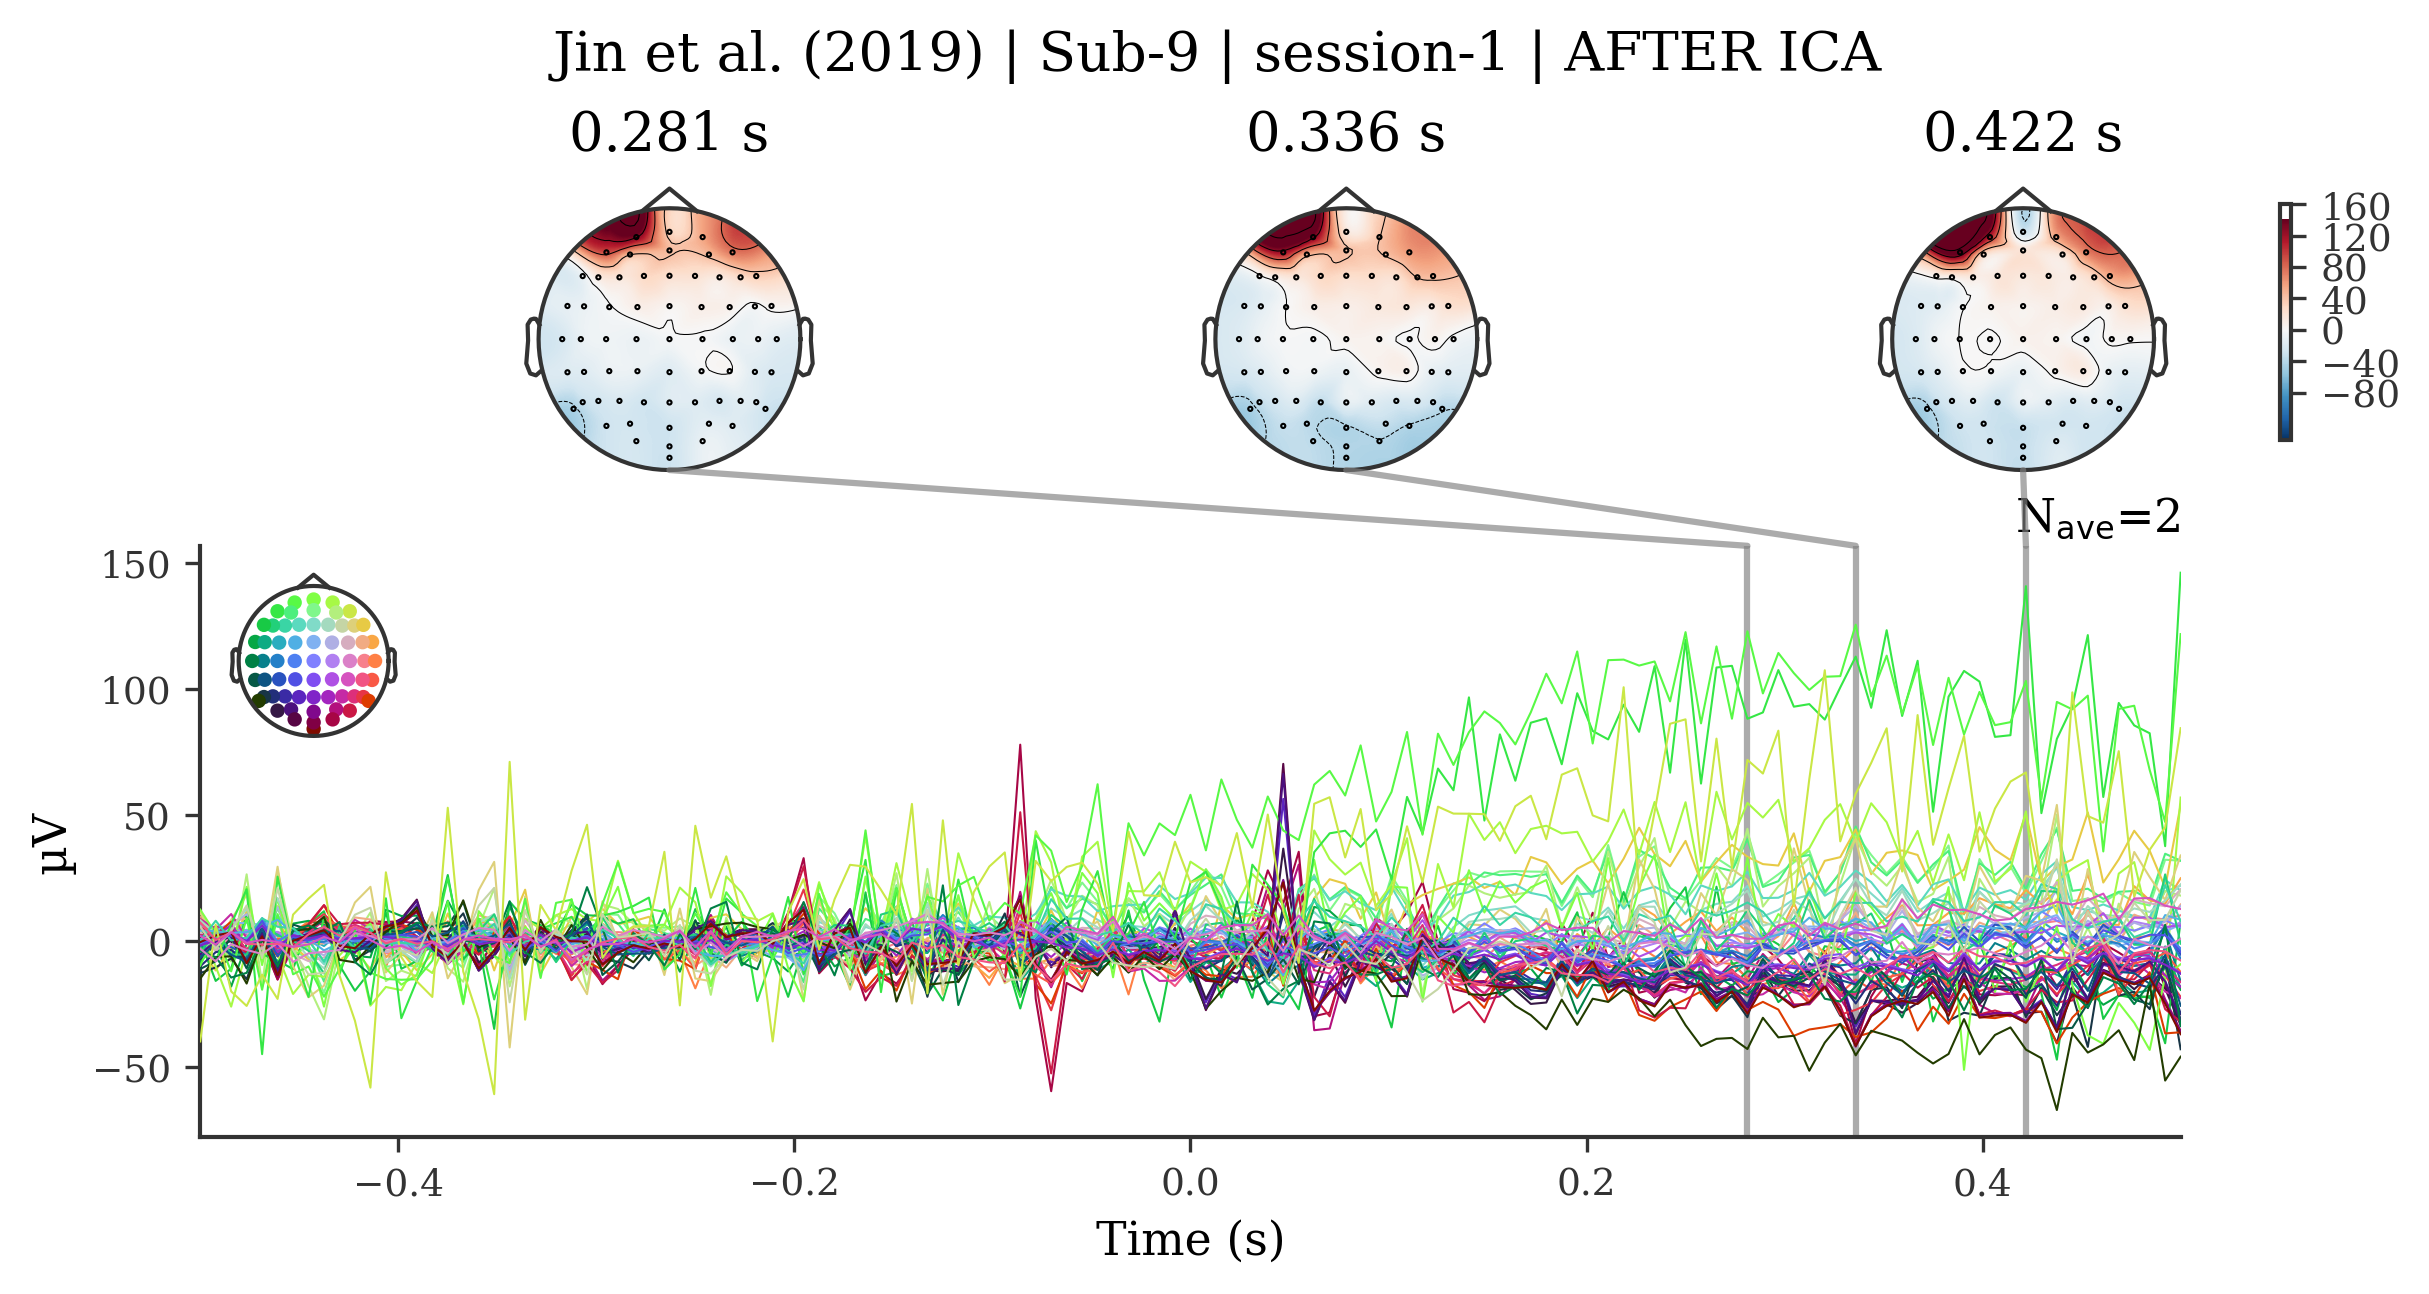 Jin et al. (2019) | Sub-9 | session-1 | AFTER ICA
0.281 s
0.336 s
0.422 s
160
120
80
40
0
−40
−80
Nave=2
150
100
50
0
−50
µV
−0.4
−0.2
0.0
0.2
0.4
Time (s)